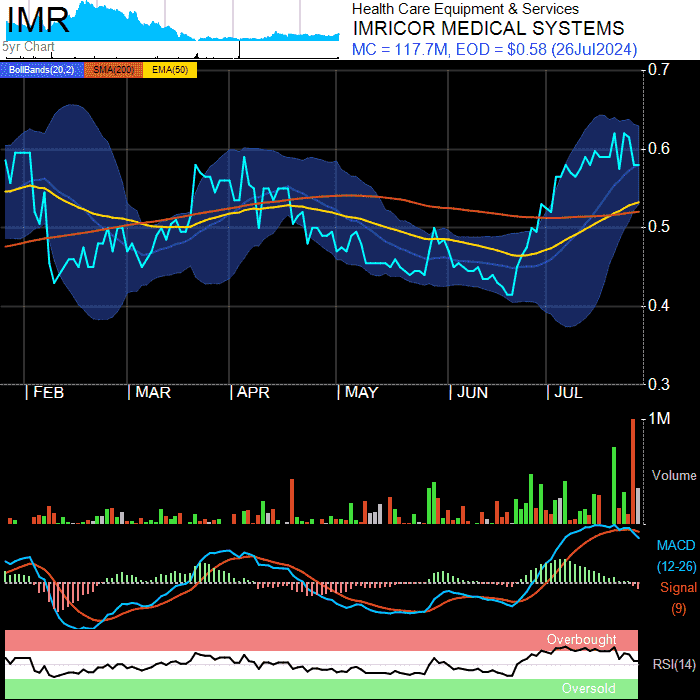 IMR
Health Care Equipment & Services
IMRICOR MEDICAL SYSTEMS
5yr Chart
MC = 117.7M, EOD = $0.58 (26Jul2024)
BollBands(20,2) SMA(200) EMA(50)
0.7
0.6
0.5
0.4
0.3
FEB MAR APR MAY JUN JUL
1M
Volume
MACD
(12-26)
Signal
(9)
Overbought
RSI(14)
Oversold